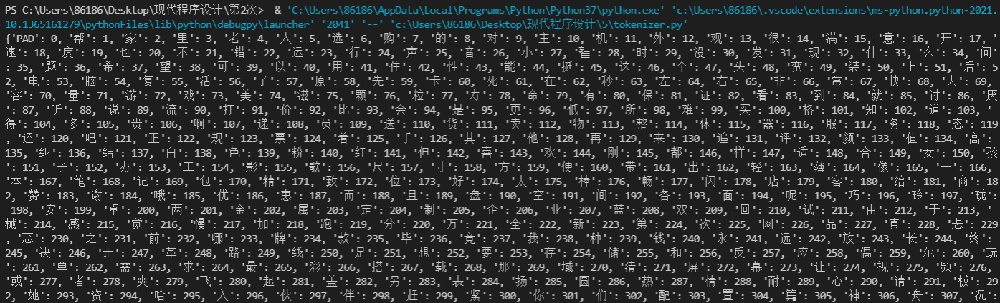 PS C:\Users\86186\Desktop\现代程序设计\第2次>  & 'C:\Users\86186\AppData\Local\Programs\Python\Python37\python.exe' 'c:\Users\86186\.vscode\extensions\ms-python.python-2021.
10.1365161279\pythonFiles\lib\python\debugpy\launcher' '2041' '--' 'c:\Users\86186\Desktop\现代程序设计\5\tokenizer.py'
{'PAD': 0, '帮': 1, '家': 2, '里': 3, '老': 4, '人': 5, '选': 6, '购': 7, '的': 8, '对': 9, '主': 10, '机': 11, '外': 12, '观': 13, '很': 14, '满': 15, '意': 16, '开': 17, '
速': 18, '度': 19, '也': 20, '不': 21, '错': 22, '运': 23, '行': 24, '声': 25, '音': 26, '小': 27, '': 28, '时': 29, '没': 30, '发': 31, '现': 32, '什': 33, '么': 34, '问'
: 35, '题': 36, '希': 37, '望': 38, '可': 39, '以': 40, '用': 41, '住': 42, '性': 43, '能': 44, '挺': 45, '这': 46, '个': 47, '头': 48, '蛮': 49, '装': 50, '上': 51, '后': 5
2, '电': 53, '脑': 54, '复': 55, '活': 56, '了': 57, '原': 58, '先': 59, '卡': 60, '死': 61, '在': 62, '秒': 63, '左': 64, '右': 65, '非': 66, '常': 67, '快': 68, '大': 69,
'容': 70, '量': 71, '游': 72, '戏': 73, '美': 74, '滋': 75, '颗': 76, '粒': 77, '寿': 78, '命': 79, '有': 80, '保': 81, '证': 82, '看': 83, '到': 84, '就': 85, '讨': 86, '厌
': 87, '听': 88, '说': 89, '流': 90, '打': 91, '价': 92, '比': 93, '会': 94, '是': 95, '更': 96, '低': 97, '所': 98, '难': 99, '买': 100, '格': 101, '知': 102, '道': 103, '
得': 104, '多': 105, '贵': 106, '啊': 107, '递': 108, '员': 109, '送': 110, '货': 111, '卖': 112, '物': 113, '整': 114, '体': 115, '器': 116, '服': 117, '务': 118, '态': 119
, '还': 120, '吧': 121, '正': 122, '规': 123, '票': 124, '着': 125, '手': 126, '其': 127, '他': 128, '再': 129, '来': 130, '追': 131, '评': 132, '颜': 133, '值': 134, '高':
135, '纠': 136, '结': 137, '白': 138, '色': 139, '粉': 140, '红': 141, '但': 142, '喜': 143, '欢': 144, '刚': 145, '都': 146, '样': 147, '适': 148, '合': 149, '女': 150, '孩
': 151, '子': 152, '办': 153, '工': 154, '影': 155, '歌': 156, '尺': 157, '寸': 158, '方': 159, '便': 160, '带': 161, '出': 162, '轻': 163, '薄': 164, '像': 165, '一': 166,
'本': 167, '笔': 168, '记': 169, '包': 170, '精': 171, '致': 172, '位': 173, '好': 174, '太': 175, '棒': 176, '畅': 177, '闪': 178, '店': 179, '客': 180, '给': 181, '商': 18
2, '赞': 183, '谢': 184, '哦': 185, '优': 186, '惠': 187, '而': 188, '且': 189, '盘': 190, '空': 191, '间': 192, '各': 193, '面': 194, '呢': 195, '巧': 196, '玲': 197, '珑'
: 198, '安': 199, '卓': 200, '两': 201, '金': 202, '属': 203, '定': 204, '制': 205, '企': 206, '业': 207, '蓝': 208, '双': 209, '回': 210, '试': 211, '由': 212, '于': 213, '
械': 214, '感': 215, '觉': 216, '慢': 217, '加': 218, '跑': 219, '分': 220, '万': 221, '全': 222, '新': 223, '第': 224, '次': 225, '网': 226, '品': 227, '真': 228, '忐': 229,
'忑': 230, '之': 231, '前': 232, '哪': 233, '牌': 234, '款': 235, '毕': 236, '竟': 237, '我': 238, '种': 239, '钱': 240, '永': 241, '远': 242, '放': 243, '长': 244, '终':
245, '诀': 246, '走': 247, '革': 248, '路': 249, '线': 250, '足': 251, '想': 252, '要': 253, '存': 254, '储': 255, '和': 256, '反': 257, '应': 258, '偶': 259, '尔': 260, '玩'
: 261, '单': 262, '需': 263, '求': 264, '最': 265, '彩': 266, '搭': 267, '载': 268, '那': 269, '域': 270, '清': 271, '屏': 272, '幕': 273, '让': 274, '视': 275, '频': 276,
'或': 277, '者': 278, '爽': 279, '飞': 280, '起': 281, '盖': 282, '另': 283, '表': 284, '扬': 285, '圆': 286, '热': 287, '情': 288, '耐': 289, '心': 290, '请': 291, '板': 29
2, '她': 293, '资': 294, '哈': 295, '入': 296, '伙': 297, '伴': 298, '赶': 299, '紧': 300, '你': 301, '们': 302, '配': 303, '置': 304, '算': 305, '神': 306, '舟': 307, '况':